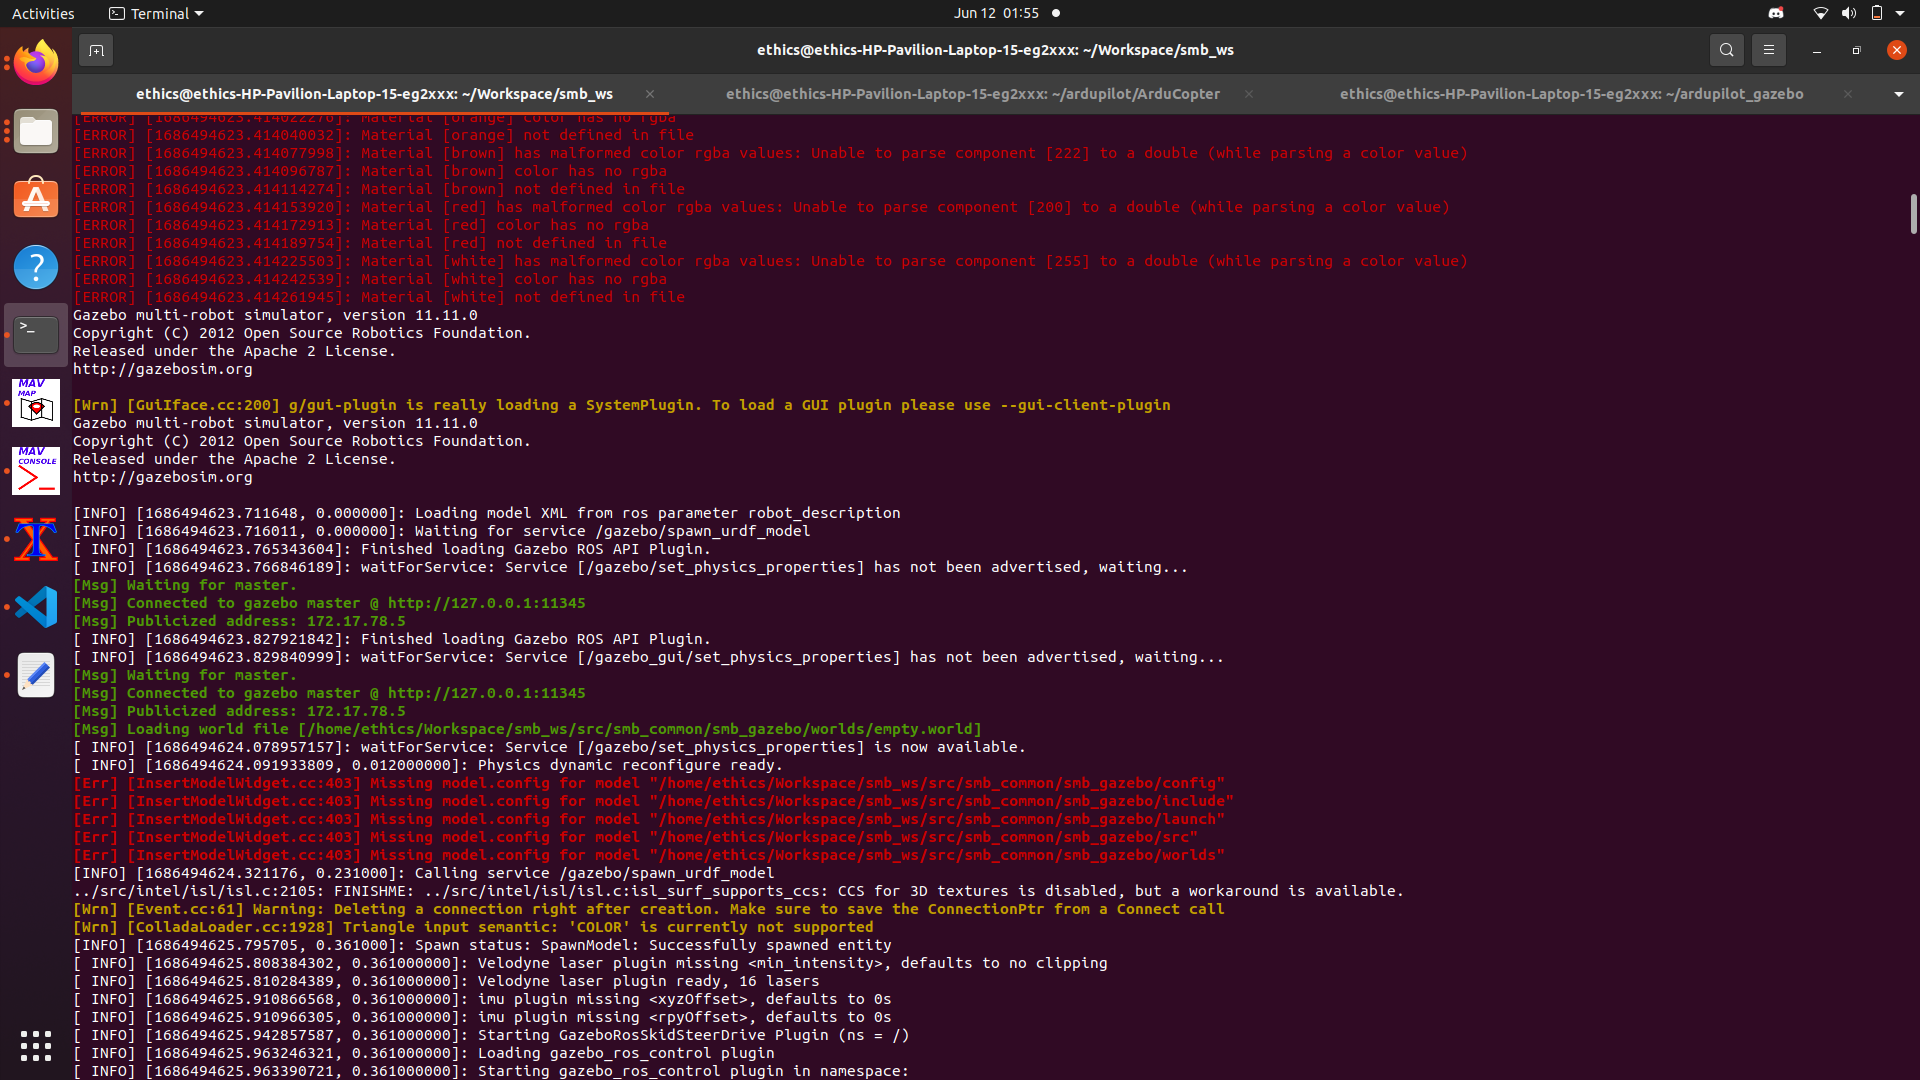 Activities
Terminal
Jun 12 01:55
ethics@ethics-HP-Pavilion-Laptop-15-eg2xxx: ~/Workspace/smb_ws
ethics@ethics-HP-Pavilion-Laptop-15-eg2xxx: ~/Workspace/smb_ws
ethics@ethics-HP-Pavilion-Laptop-15-eg2xxx: ~/ardupilot/ArduCopter
ethics@ethics-HP-Pavilion-Laptop-15-eg2xxx: ~/ardupilot_gazebo
MAV
MAP
MAV
CONSOLE
[ERROR] [1686494623.414022276]: Material [orange] color has no rgba
[ERROR] [1686494623.414040032]: Material [orange] not defined in file
[ERROR] [1686494623.414077998]: Material [brown] has malformed color rgba values: Unable to parse component [222] to a double (while parsing a color value)
[ERROR] [1686494623.414096787]: Material [brown] color has no rgba
[ERROR] [1686494623.414114274]: Material [brown] not defined in file
[ERROR] [1686494623.414153920]: Material [red] has malformed color rgba values: Unable to parse component [200] to a double (while parsing a color value)
[ERROR] [1686494623.414172913]: Material [red] color has no rgba
[ERROR] [1686494623.414189754]: Material [red] not defined in file
[ERROR] [1686494623.414225503]: Material [white] has malformed color rgba values: Unable to parse component [255] to a double (while parsing a color value)
[ERROR] [1686494623.414242539]: Material [white] color has no rgba
[ERROR] [1686494623.414261945]: Material [white] not defined in file
Gazebo multi-robot simulator, version 11.11.0
Copyright (C) 2012 Open Source Robotics Foundation.
Released under the Apache 2 License.
http://gazebosim.org
[Wrn] [GuiIface.cc:200] g/gui-plugin is really loading a SystemPlugin. To load a GUI plugin please use --gui-client-plugin
Gazebo multi-robot simulator, version 11.11.0
Copyright (C) 2012 Open Source Robotics Foundation.
Released under the Apache 2 License.
http://gazebosim.org
[INFO] [1686494623.711648, 0.000000]: Loading model XML from ros parameter robot_description
[INFO] [1686494623.716011, 0.000000]: Waiting for service /gazebo/spawn_urdf_model
[ INFO] [1686494623.765343604]: Finished loading Gazebo ROS API Plugin.
[ INFO] [1686494623.766846189]: waitForService: Service [/gazebo/set_physics_properties] has not been advertised, waiting...
[Msg] Waiting for master.
[Msg] Connected to gazebo master @ http://127.0.0.1:11345
[Msg] Publicized address: 172.17.78.5
[ INFO] [1686494623.827921842]: Finished loading Gazebo ROS API Plugin.
[ INFO] [1686494623.829840999]: waitForService: Service [/gazebo_gui/set_physics_properties] has not been advertised, waiting...
[Msg] Waiting for master.
[Msg] Connected to gazebo master @ http://127.0.0.1:11345
[Msg] Publicized address: 172.17.78.5
[Msg] Loading world file [/home/ethics/Workspace/smb_ws/src/smb_common/smb_gazebo/worlds/empty.world]
[ INFO] [1686494624.078957157]: waitForService: Service [/gazebo/set_physics_properties] is now available.
[ INFO] [1686494624.091933809, 0.012000000]: Physics dynamic reconfigure ready.
[Err] [InsertModelWidget.cc:403] Missing model.config for model "/home/ethics/Workspace/smb_ws/src/smb_common/smb_gazebo/config"
[Err] [InsertModelWidget.cc:403] Missing model.config for model "/home/ethics/Workspace/smb_ws/src/smb_common/smb_gazebo/include"
[Err] [InsertModelWidget.cc:403] Missing model.config for model "/home/ethics/Workspace/smb_ws/src/smb_common/smb_gazebo/launch"
[Err] [InsertModelWidget.cc:403] Missing model.config for model "/home/ethics/Workspace/smb_ws/src/smb_common/smb_gazebo/src"
[Err] [InsertModelWidget.cc:403] Missing model.config for model "/home/ethics/Workspace/smb_ws/src/smb_common/smb_gazebo/worlds"
[INFO] [1686494624.321176, 0.231000]: Calling service /gazebo/spawn_urdf_model
../src/intel/isl/isl.c:2105: FINISHME: ../src/intel/isl/isl.c:isl_surf_supports_ccs: CCS for 3D textures is disabled, but a workaround is available.
[Wrn] [Event.cc:61] Warning: Deleting a connection right after creation. Make sure to save the ConnectionPtr from a Connect call
[Wrn] [ColladaLoader.cc:1928] Triangle input semantic: 'COLOR' is currently not supported
[INFO] [1686494625.795705, 0.361000]: Spawn status: SpawnModel: Successfully spawned entity
[ INFO] [1686494625.808384302, 0.361000000]: Velodyne laser plugin missing <min_intensity>, defaults to no clipping
[ INFO] [1686494625.810284389, 0.361000000]: Velodyne laser plugin ready, 16 lasers
[ INFO] [1686494625.910866568, 0.361000000]: imu plugin missing <xyzOffset>, defaults to 0s
[ INFO] [1686494625.910966305, 0.361000000]: imu plugin missing <rpyOffset>, defaults to 0s
[ INFO] [1686494625.942857587, 0.361000000]: Starting GazeboRosSkidSteerDrive Plugin (ns = /)
[ INFO] [1686494625.963246321, 0.361000000]: Loading gazebo_ros_control plugin
[ INFO] [1686494625.963390721, 0.361000000]: Starting gazebo_ros_control plugin in namespace: